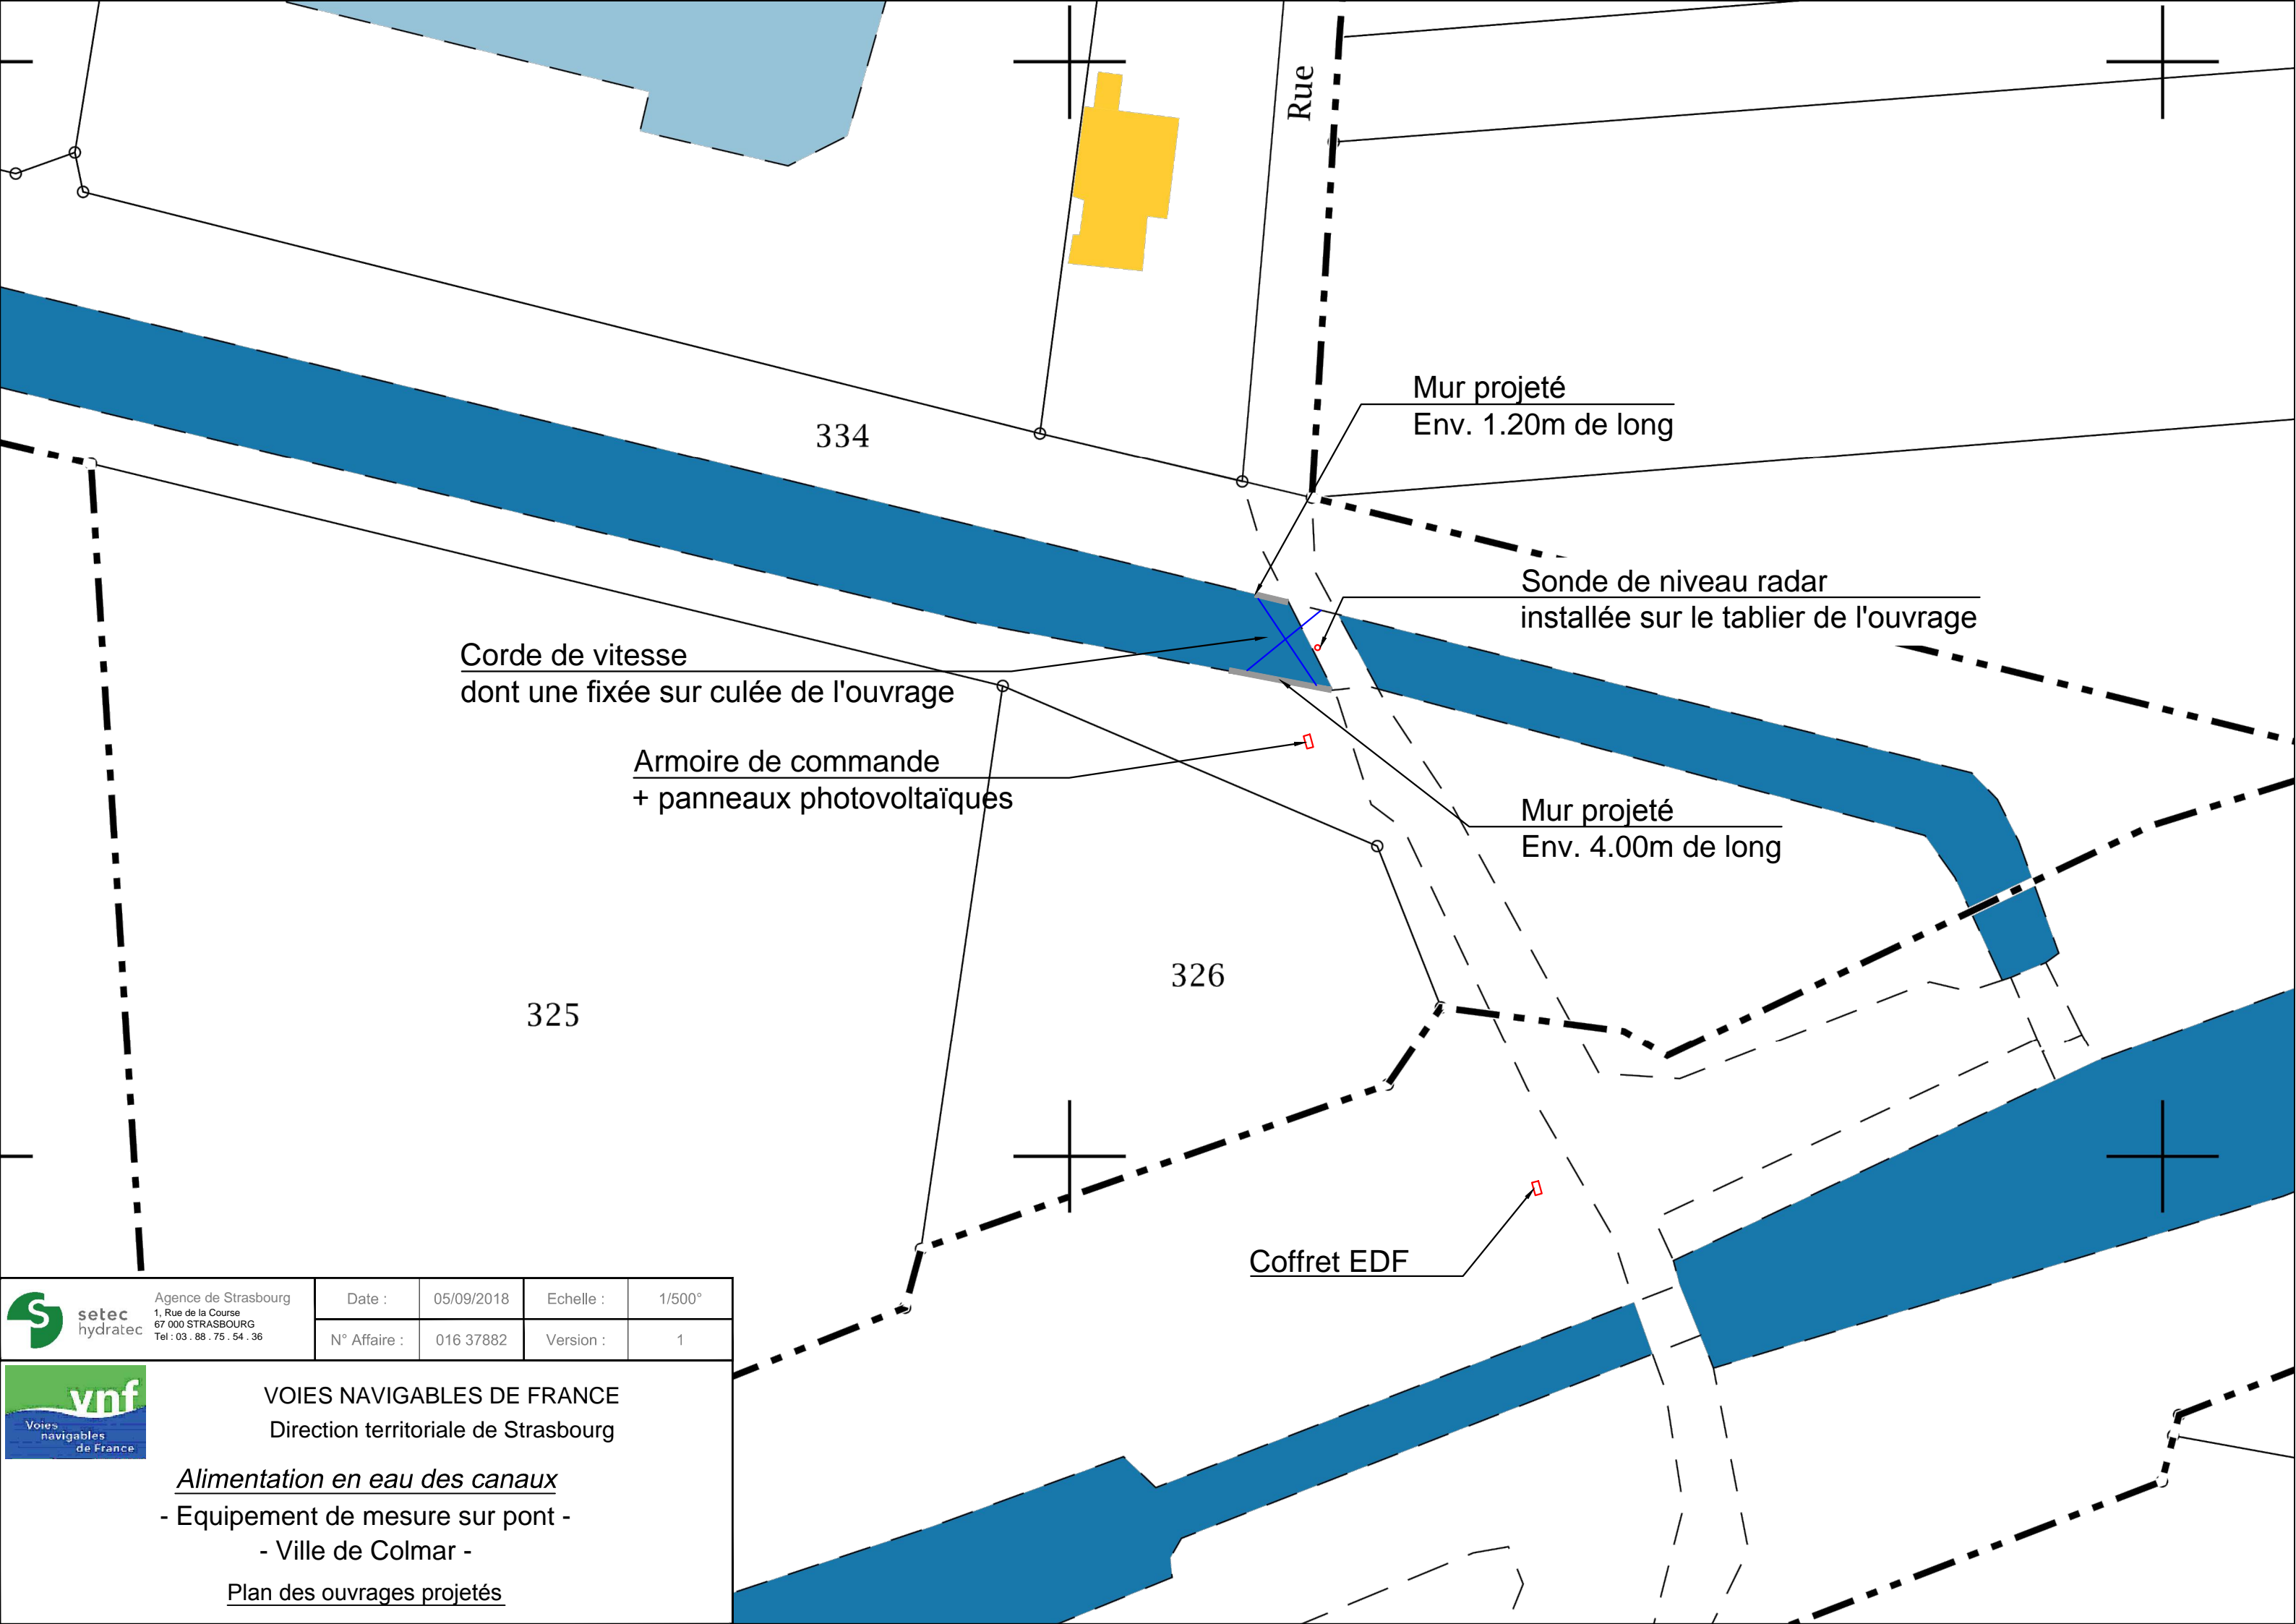 Rue
Mur projeté
Env. 1.20m de long
334
Sonde de niveau radar
installée sur le tablier de l'ouvrage
Corde de vitesse
dont une fixée sur culée de l'ouvrage
Armoire de commande
+ panneaux photovoltaïques
Mur projeté
Env. 4.00m de long
326
325
Coffret EDF
setec
hydratec
Agence de Strasbourg
1, Rue de la Course
67 000 STRASBOURG
Tel : 03 . 88 . 75 . 54 . 36
Date : 05/09/2018 Echelle : 1/500°
N° Affaire : 016 37882 Version : 1
vnf
Voies
navigables
de France
VOIES NAVIGABLES DE FRANCE
Direction territoriale de Strasbourg
Alimentation en eau des canaux
- Equipement de mesure sur pont -
- Ville de Colmar -
Plan des ouvrages projetés